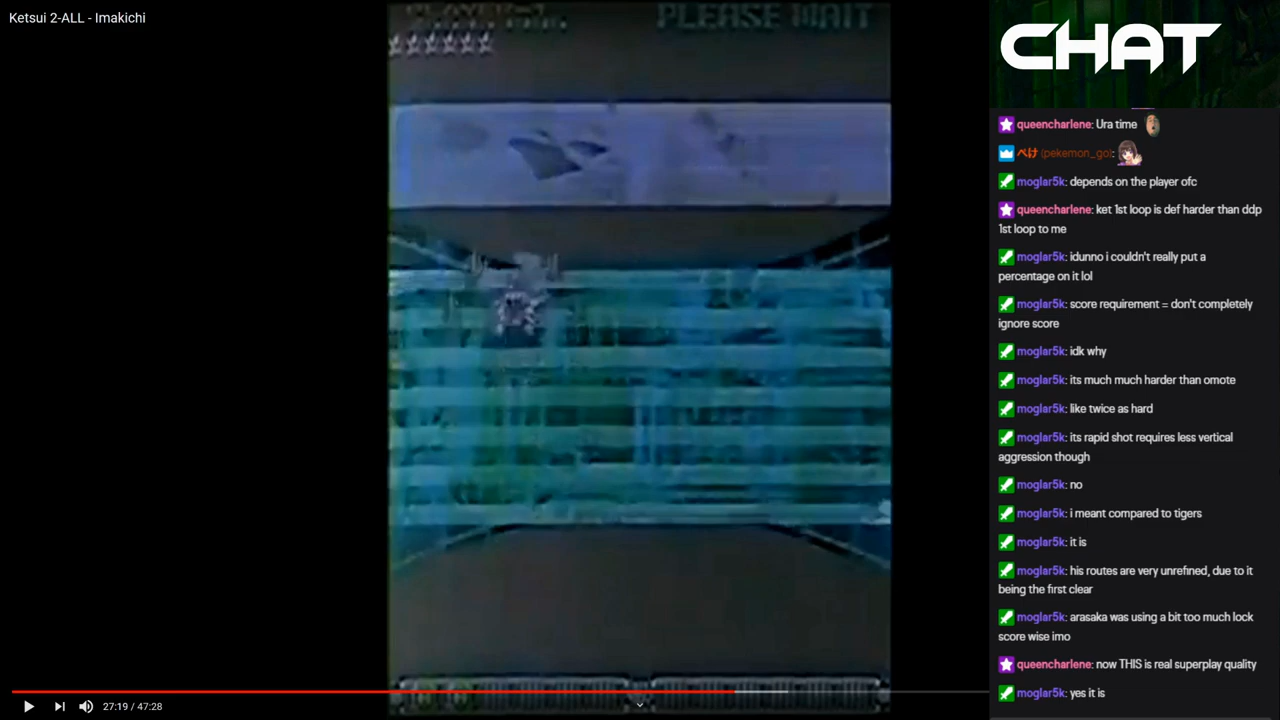 Ketsui 2-ALL - Imakichi
PLAYER-1
PLEASE WAIT
27:19 / 47:28
CHAT
queencharlene: Ura time
ぺけ (pekemon_go):
moglar5k: depends on the player ofc
queencharlene: ket 1st loop is def harder than ddp
1st loop to me
moglar5k: idunno i couldn't really put a
percentage on it lol
moglar5k: score requirement = don't completely
ignore score
moglar5k: idk why
moglar5k: its much much harder than omote
moglar5k: like twice as hard
moglar5k: its rapid shot requires less vertical
aggression though
moglar5k: no
moglar5k: i meant compared to tigers
moglar5k: it is
moglar5k: his routes are very unrefined, due to it
being the first clear
moglar5k: arasaka was using a bit too much lock
score wise imo
queencharlene: now THIS is real superplay quality
moglar5k: yes it is